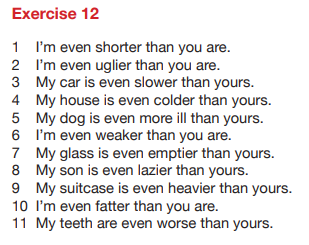 Exercise 12
1 I'm even shorter than you are.
2 I'm even uglier than you are.
3 My car is even slower than yours.
4 My house is even colder than yours.
5 My dog is even more ill than yours.
6 I'm even weaker than you are.
7 My glass is even emptier than yours.
8 My son is even lazier than yours.
9 My suitcase is even heavier than yours.
10 I'm even fatter than you are.
11 My teeth are even worse than yours.